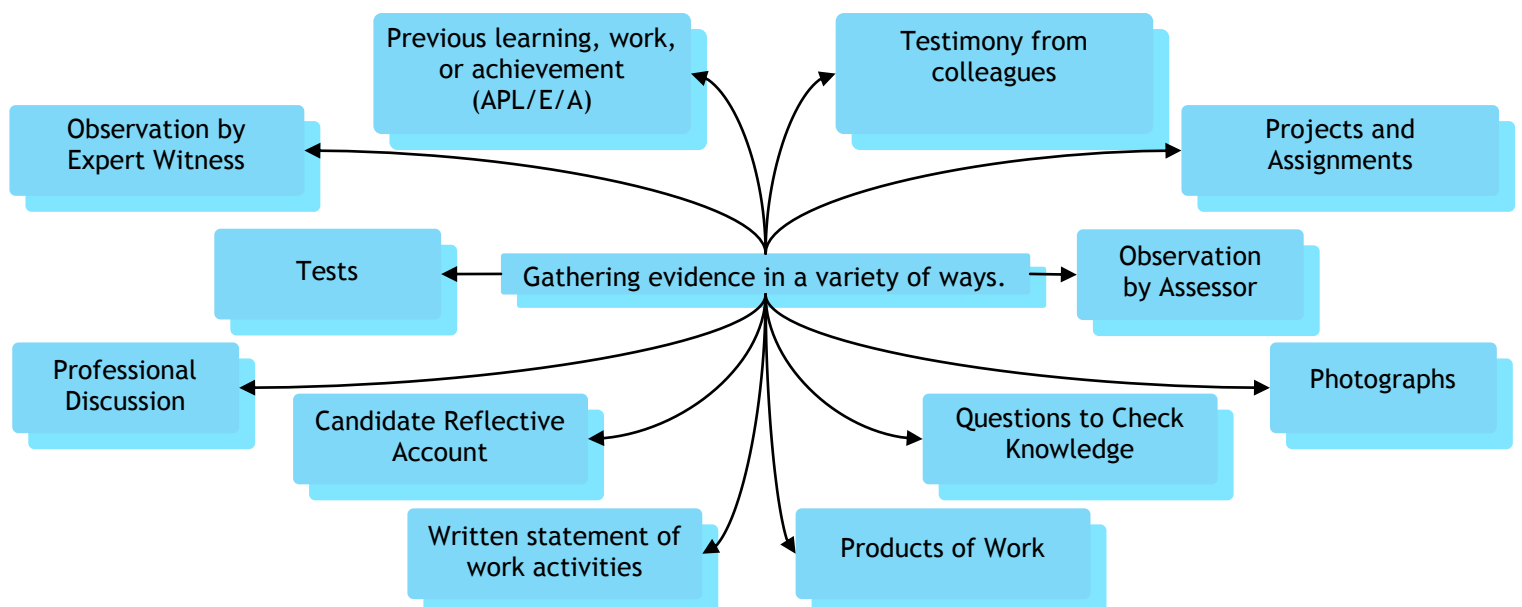 Previous learning, work,
or achievement
(APL/E/A)
Testimony from
colleagues
Observation by
Expert Witness
Projects and
Assignments
Tests
Gathering evidence in a variety of ways.
Observation
by Assessor
Professional
Discussion
Photographs
Candidate Reflective
Account
Questions to Check
Knowledge
Written statement of
work activities
Products of Work